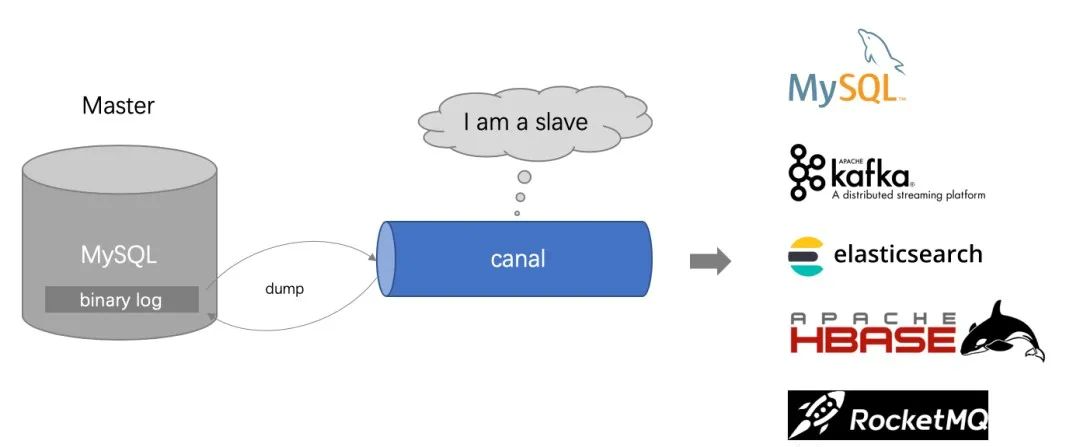 Master
MySQL
binary log
dump
I am a slave
canal
MySQL™
APACHE
kafka®
A distributed streaming platform
elasticsearch
APACHE
HBASE
RocketMQ